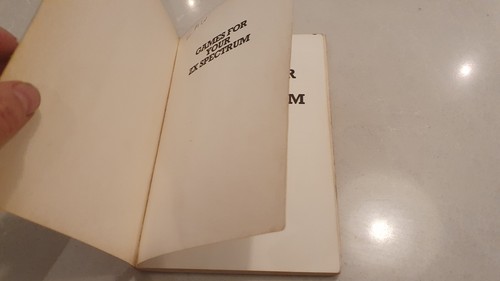 GAMES FOR
YOUR
ZX SPECTRUM
R
M